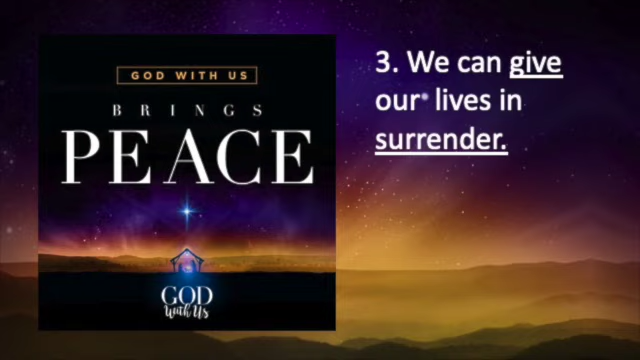 GOD WITH US
BRINGS
PEACE
GOD
With Us
3. We can give
our lives in
surrender.